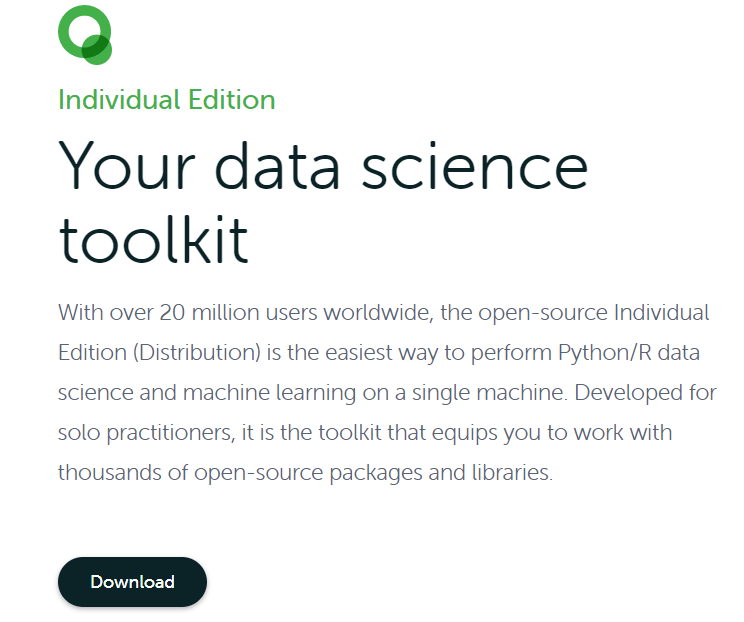 Individual Edition
Your data science
toolkit
With over 20 million users worldwide, the open-source Individual
Edition (Distribution) is the easiest way to perform Python/R data
science and machine learning on a single machine. Developed for
solo practitioners, it is the toolkit that equips you to work with
thousands of open-source packages and libraries.
Download